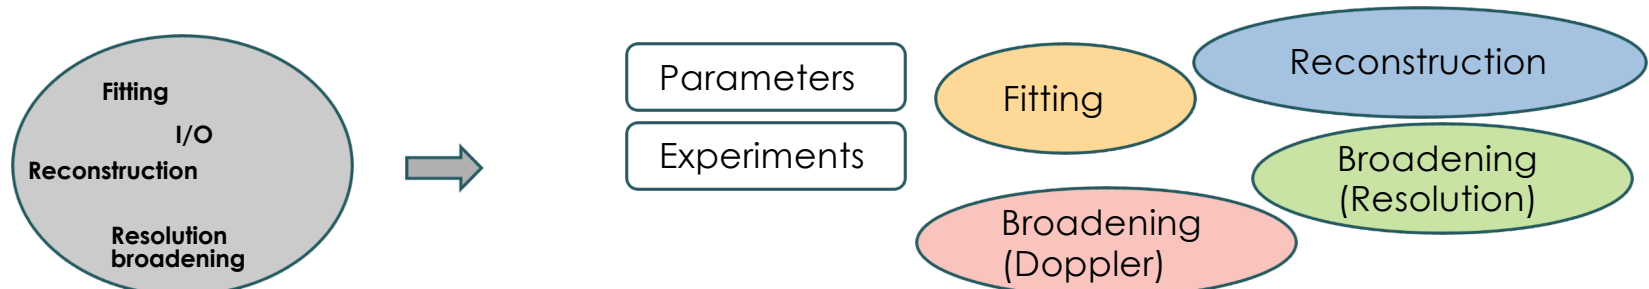 Fitting
I/O
Reconstruction
Resolution
broadening
Parameters
Experiments
Fitting
Reconstruction
Broadening
(Resolution)
Broadening
(Doppler)